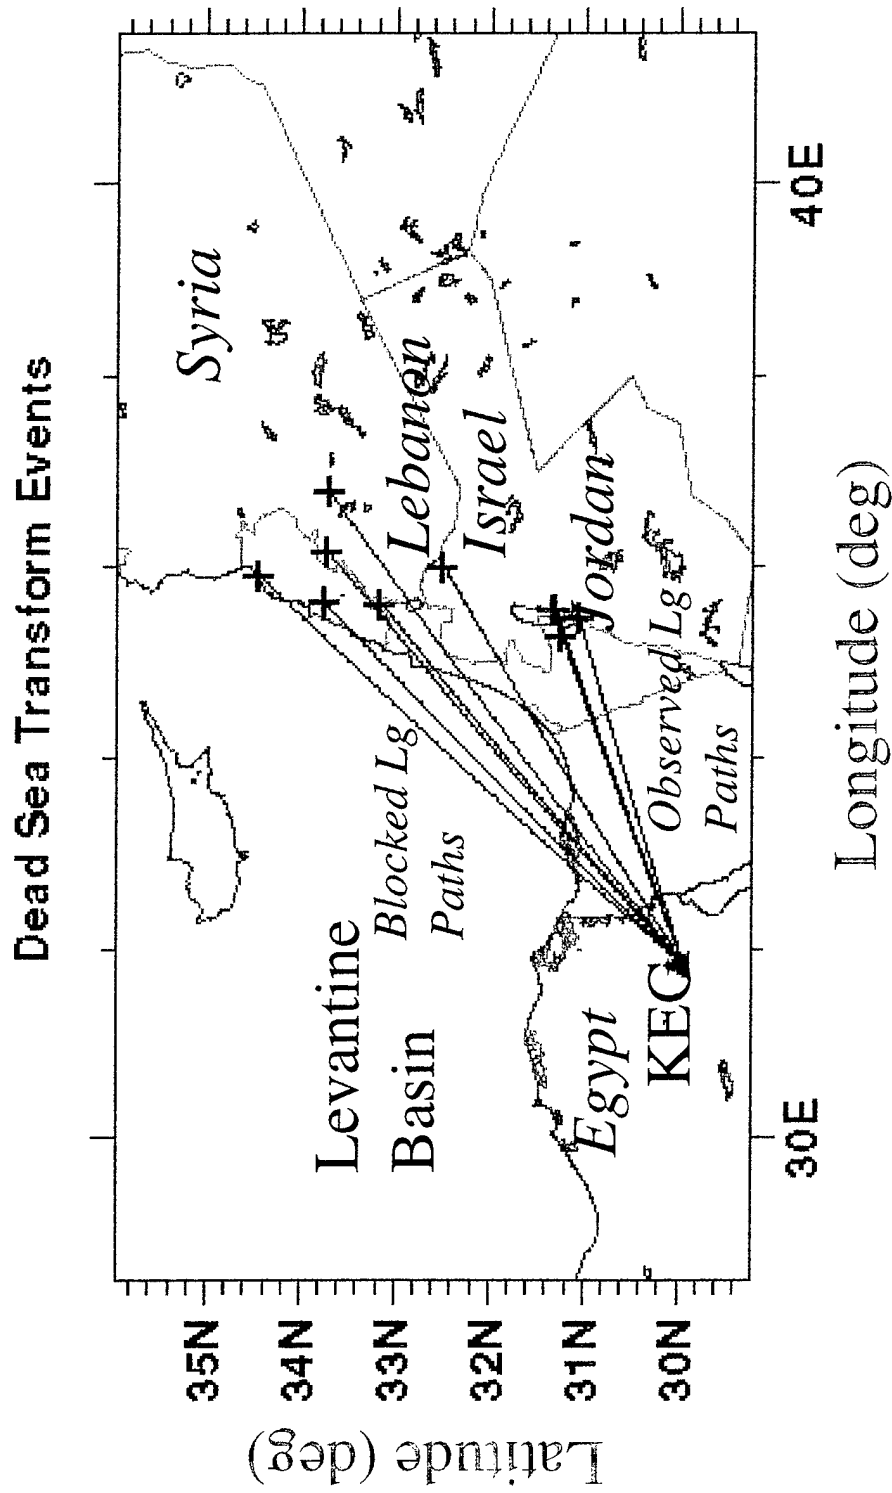 Dead Sea Transform Events
Syria
Lebanon
Israel
Jordan
Levantine
Basin
Blocked Lg
Paths
Observed Lg
Paths
Egypt
KEG
35N
34N
33N
32N
31N
30N
30E
40E
Latitude (deg)
Longitude (deg)